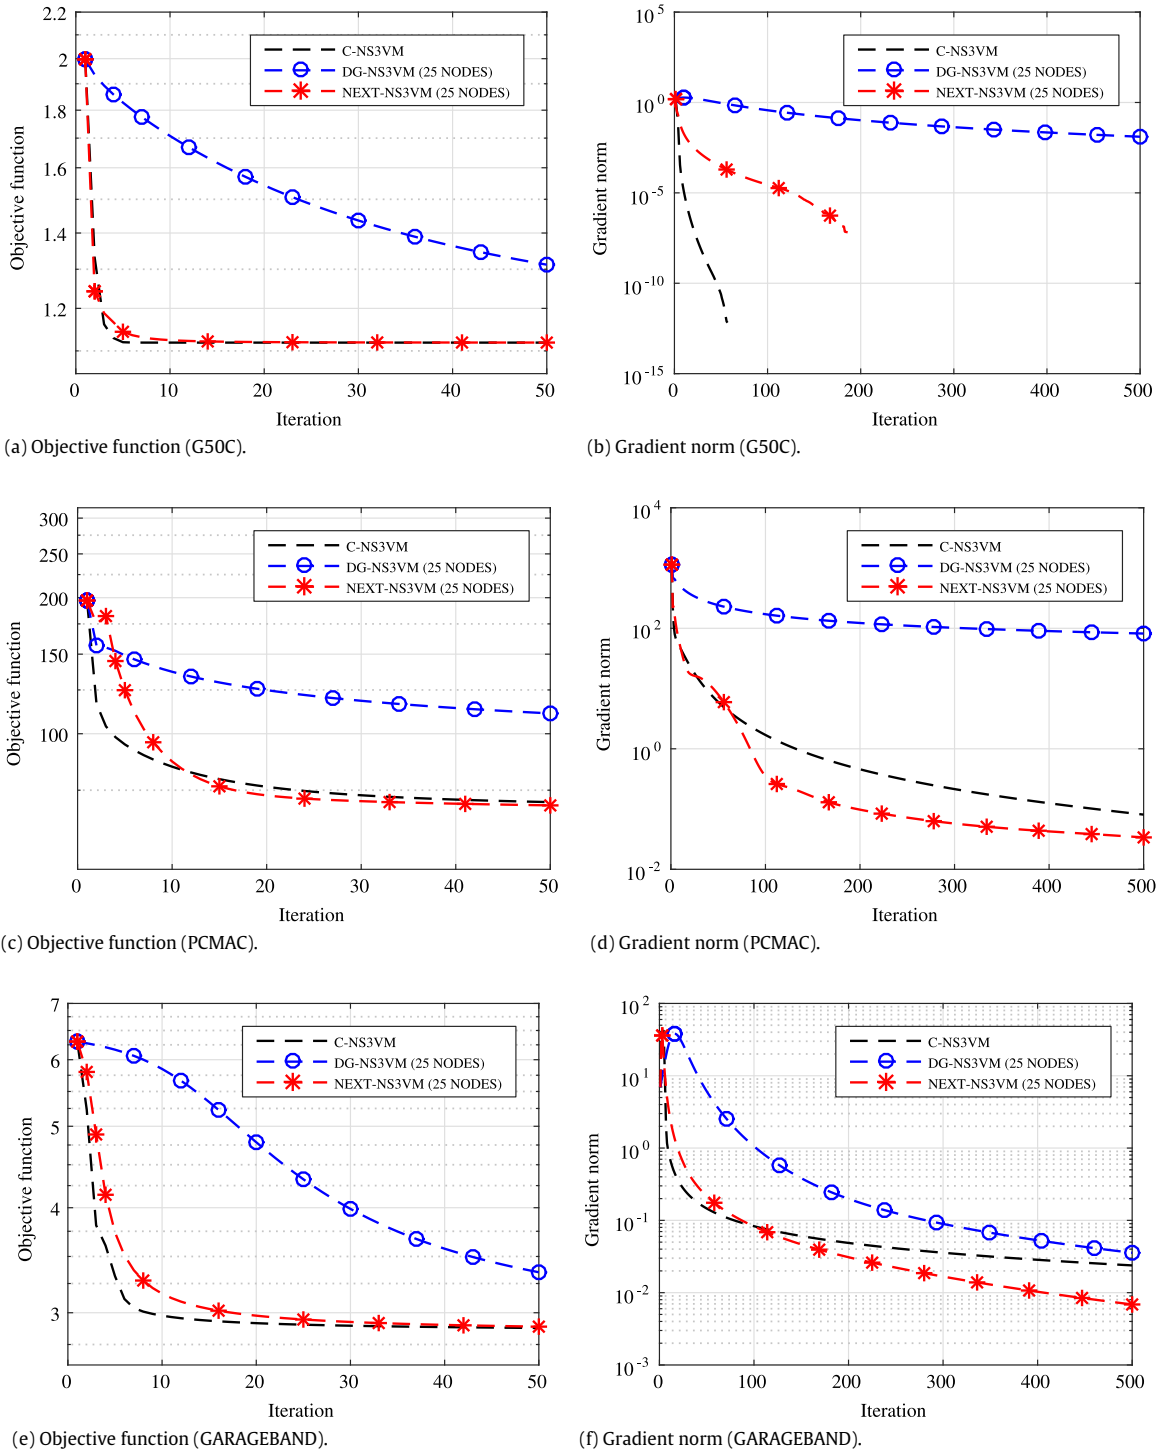 2.2
2
1.8
1.6
1.4
1.2
0 10 20 30 40 50
Objective function
Iteration
C-NS3VM
DG-NS3VM (25 NODES)
NEXT-NS3VM (25 NODES)
(a) Objective function (G50C).
10^5
10^0
10^-5
10^-10
10^-15
0 100 200 300 400 500
Gradient norm
Iteration
C-NS3VM
DG-NS3VM (25 NODES)
NEXT-NS3VM (25 NODES)
(b) Gradient norm (G50C).
300
250
200
150
100
0 10 20 30 40 50
Objective function
Iteration
C-NS3VM
DG-NS3VM (25 NODES)
NEXT-NS3VM (25 NODES)
(c) Objective function (PCMAC).
10^4
10^2
10^0
10^-2
0 100 200 300 400 500
Gradient norm
Iteration
C-NS3VM
DG-NS3VM (25 NODES)
NEXT-NS3VM (25 NODES)
(d) Gradient norm (PCMAC).
7
6
5
4
3
0 10 20 30 40 50
Objective function
Iteration
C-NS3VM
DG-NS3VM (25 NODES)
NEXT-NS3VM (25 NODES)
(e) Objective function (GARAGEBAND).
10^2
10^1
10^0
10^-1
10^-2
10^-3
0 100 200 300 400 500
Gradient norm
Iteration
C-NS3VM
DG-NS3VM (25 NODES)
NEXT-NS3VM (25 NODES)
(f) Gradient norm (GARAGEBAND).